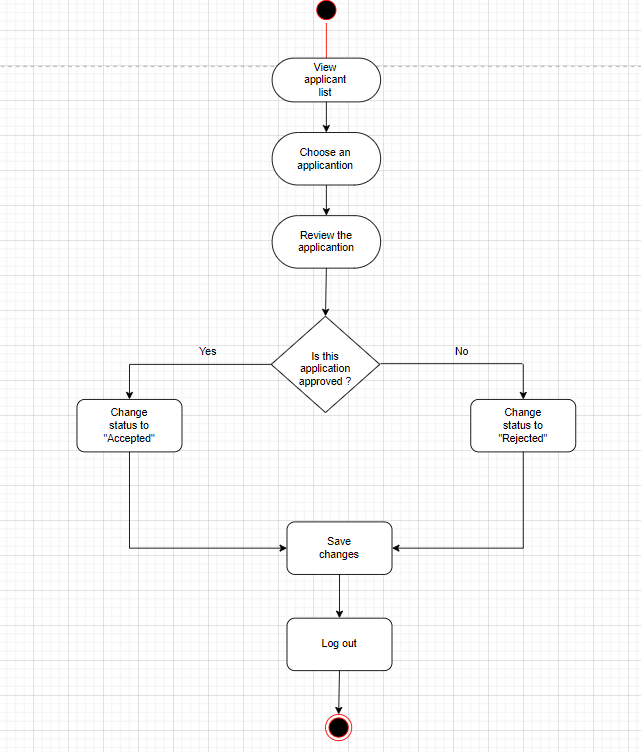 View
applicant
list
Choose an
applicantion
Review the
applicantion
Is this
application
approved ?
Yes
No
Change
status to
"Accepted"
Change
status to
"Rejected"
Save
changes
Log out